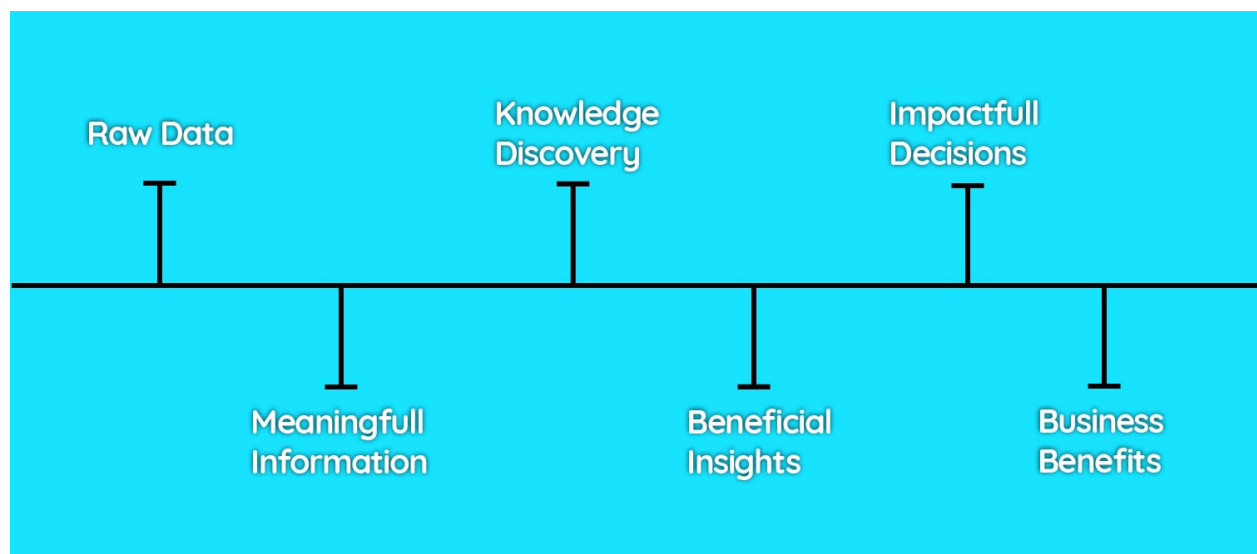 Raw Data
Meaningfull
Information
Knowledge
Discovery
Beneficial
Insights
Impactfull
Decisions
Business
Benefits